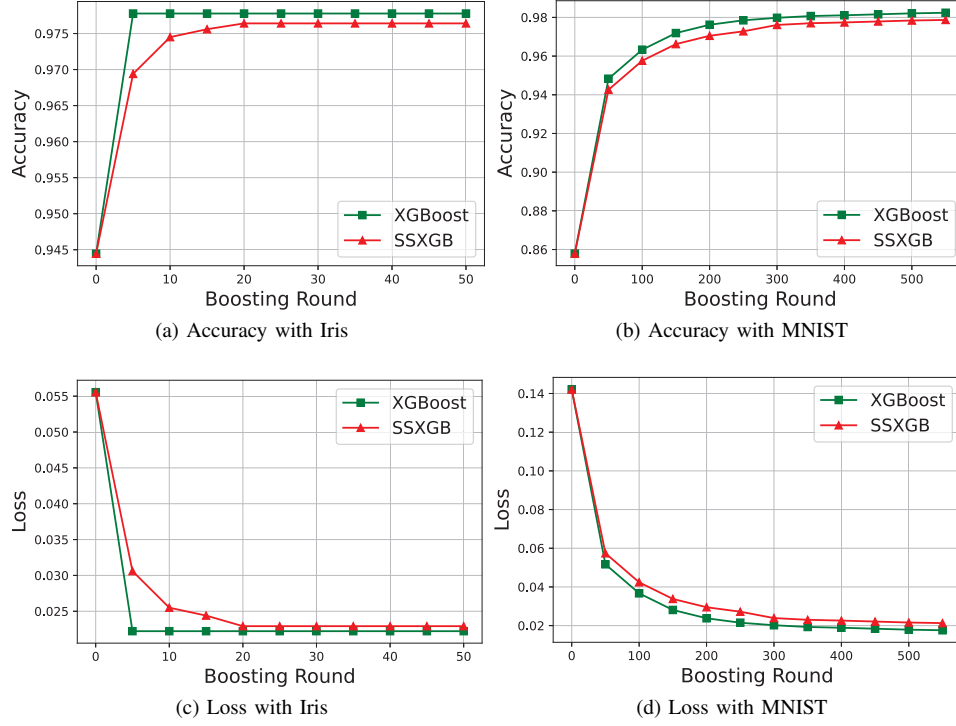 0.975
0.970
0.965
0.960
0.955
0.950
0.945
Accuracy
XGBoost
SSXGB
0 10 20 30 40 50
Boosting Round
(a) Accuracy with Iris
0.98
0.96
0.94
0.92
0.90
0.88
0.86
Accuracy
XGBoost
SSXGB
0 100 200 300 400 500
Boosting Round
(b) Accuracy with MNIST
0.055
0.050
0.045
0.040
0.035
0.030
0.025
Loss
XGBoost
SSXGB
0 10 20 30 40 50
Boosting Round
(c) Loss with Iris
0.14
0.12
0.10
0.08
0.06
0.04
0.02
Loss
XGBoost
SSXGB
0 100 200 300 400 500
Boosting Round
(d) Loss with MNIST